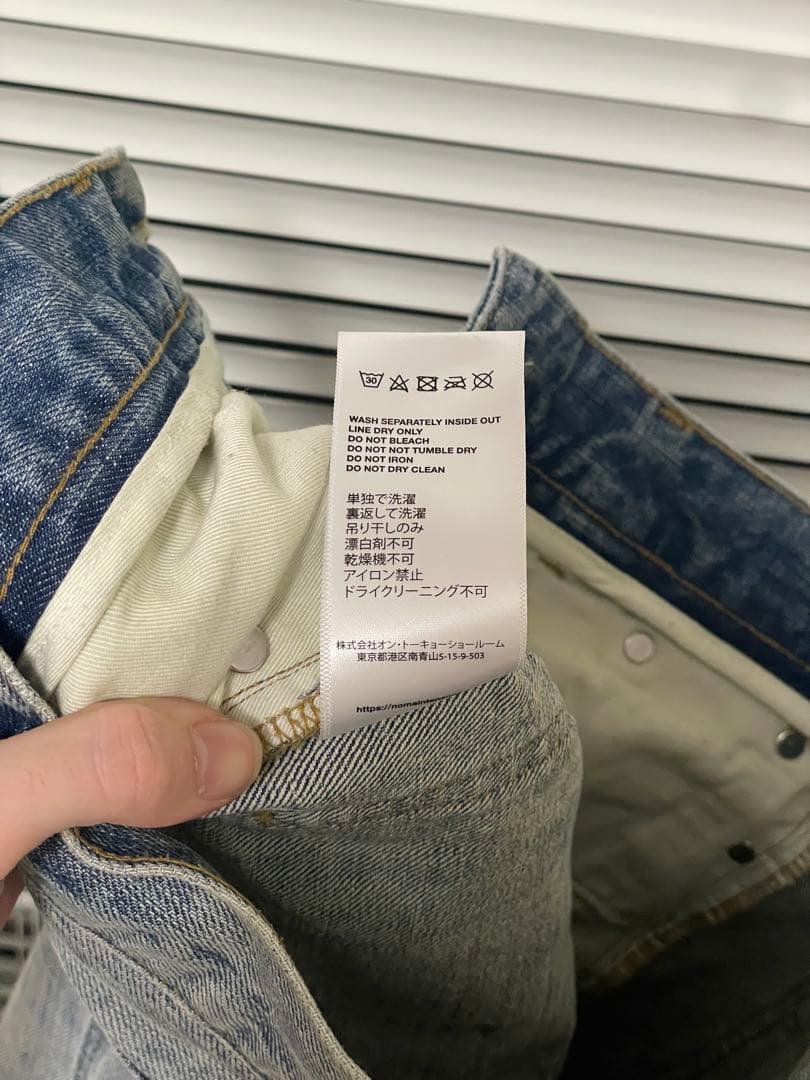 30
WASH SEPARATELY INSIDE OUT
LINE DRY ONLY
DO NOT BLEACH
DO NOT NOT TUMBLE DRY
DO NOT IRON
DO NOT DRY CLEAN
単独で洗濯
裏返して洗濯
吊り干しのみ
漂白剤不可
乾燥機不可
アイロン禁止
ドライクリーニング不可
株式会社オン・トーキョーショールーム
東京都港区南青山5-15-9-503